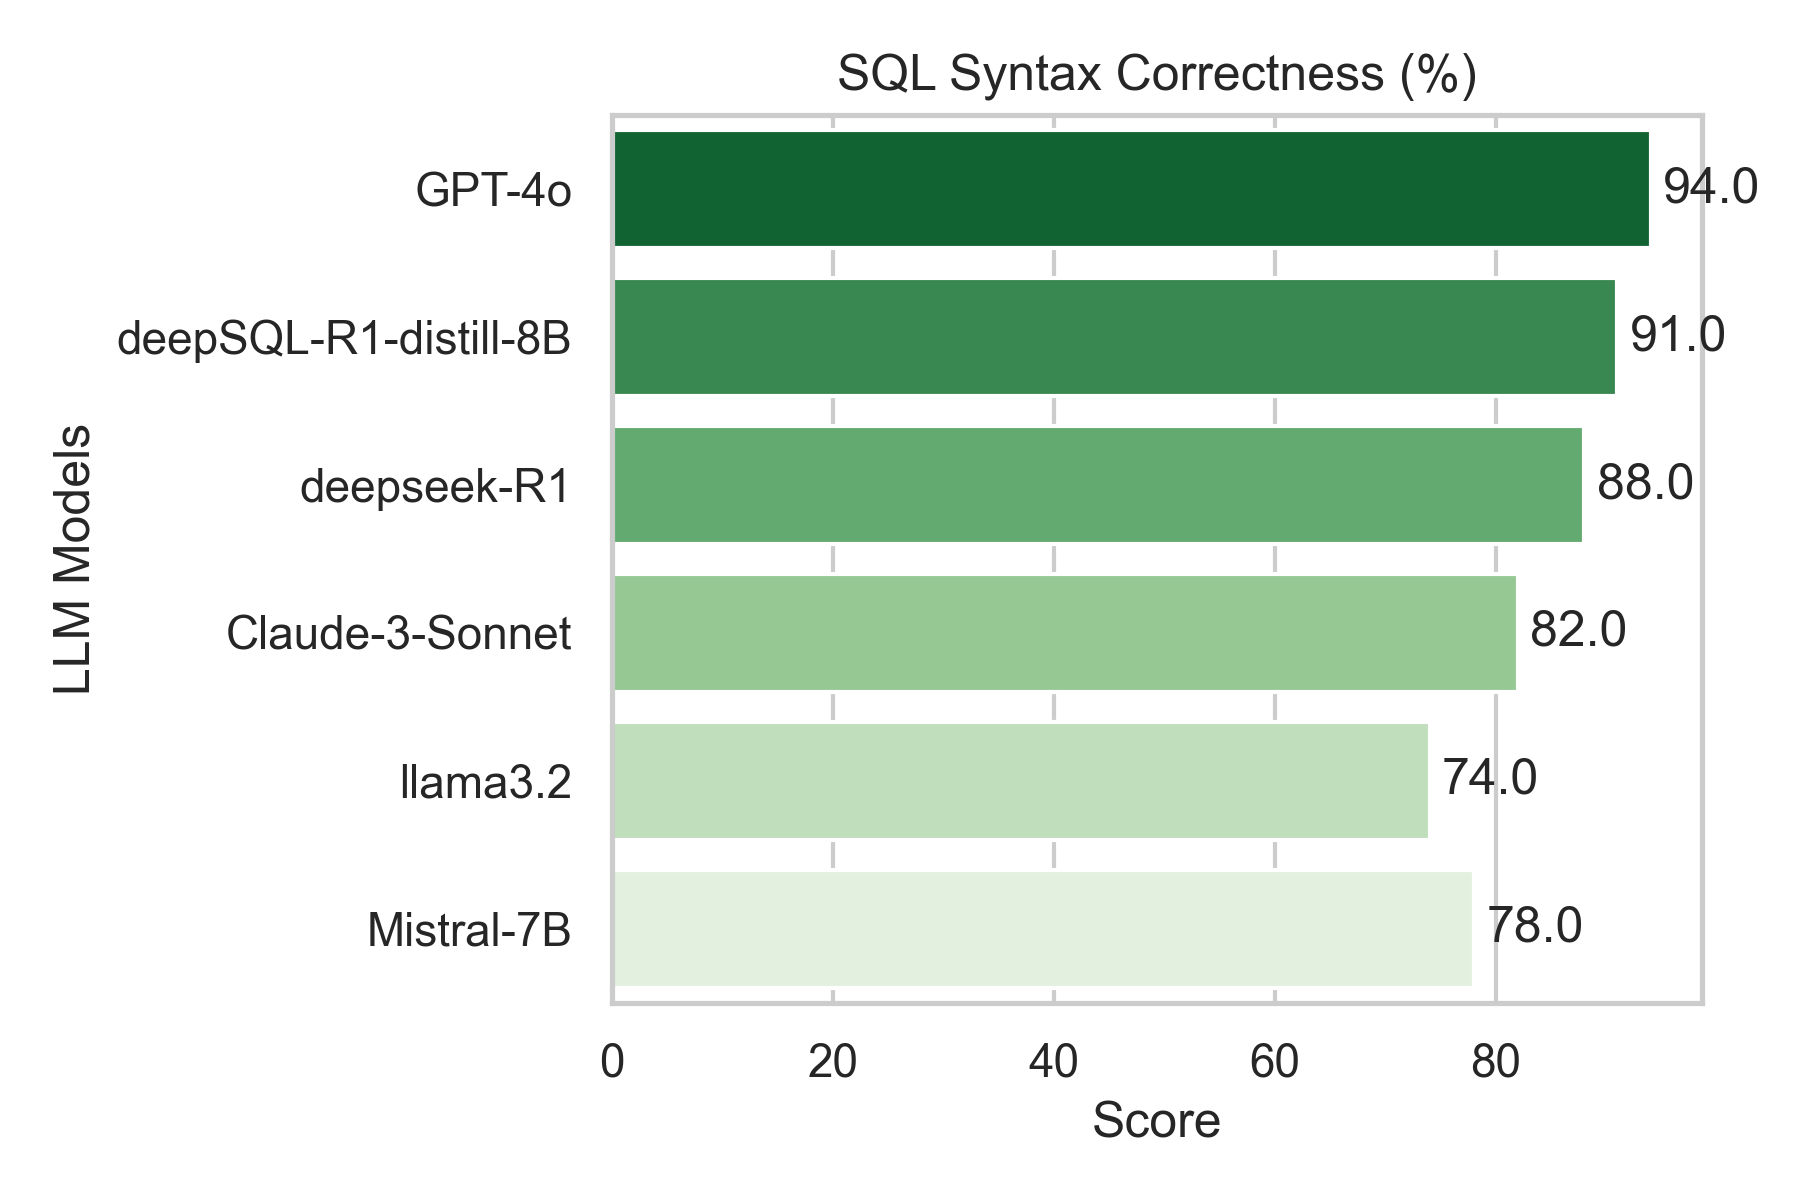 SQL Syntax Correctness (%)
GPT-4o
94.0
deepSQL-R1-distill-8B
91.0
deepseek-R1
88.0
Claude-3-Sonnet
82.0
llama3.2
74.0
Mistral-7B
78.0
LLM Models
0 20 40 60 80
Score